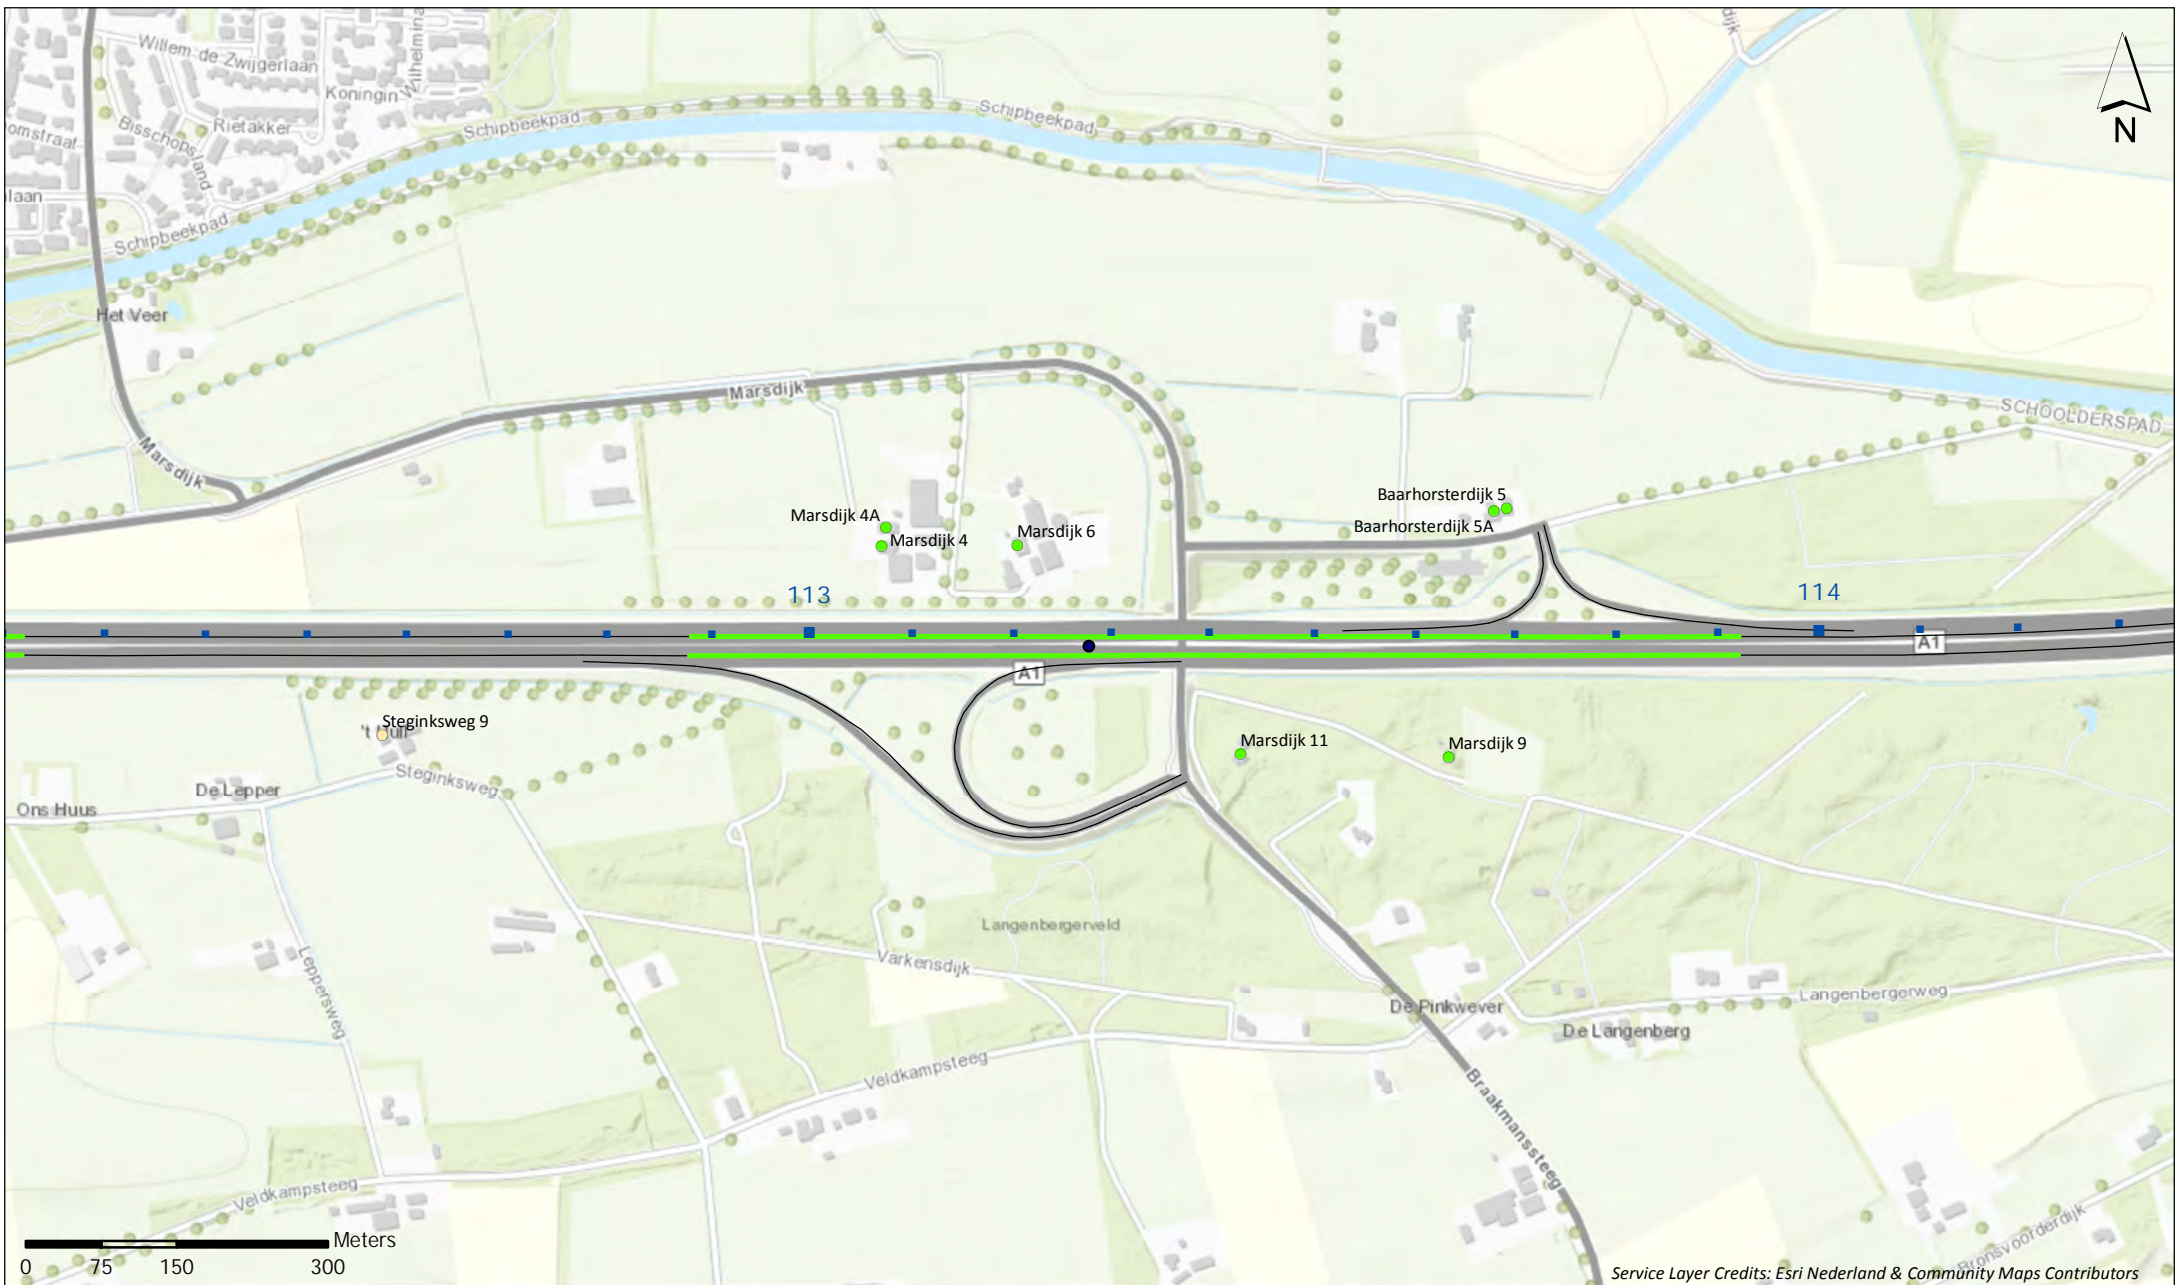 Willem de Zwijgerlaan
Koningin Wilhelmina
Rietakker
Bisschopsland
omstraat
laan
Schipbeekpad
Schipbeekpad
Schipbeekpad
dijk
N
Het Veer
Marsdijk
Marsdijk
SCHOOLDERSPAD
Baarhorsterdijk 5
Baarhorsterdijk 5A
Marsdijk 4A
Marsdijk 4
Marsdijk 6
113
114
A1
A1
Steginksweg 9
Steginksweg
De Lepper
Ons Huus
Marsdijk 11
Marsdijk 9
Langenbergerveld
Varkensdijk
Leppersweg
De Pinkwever
Langenbergerweg
De Langenberg
Veldkampsteeg
Braakmanssteeg
Veldkampsteeg
Bronsvoorderdijk
Meters
0 75 150 300
Service Layer Credits: Esri Nederland & Community Maps Contributors